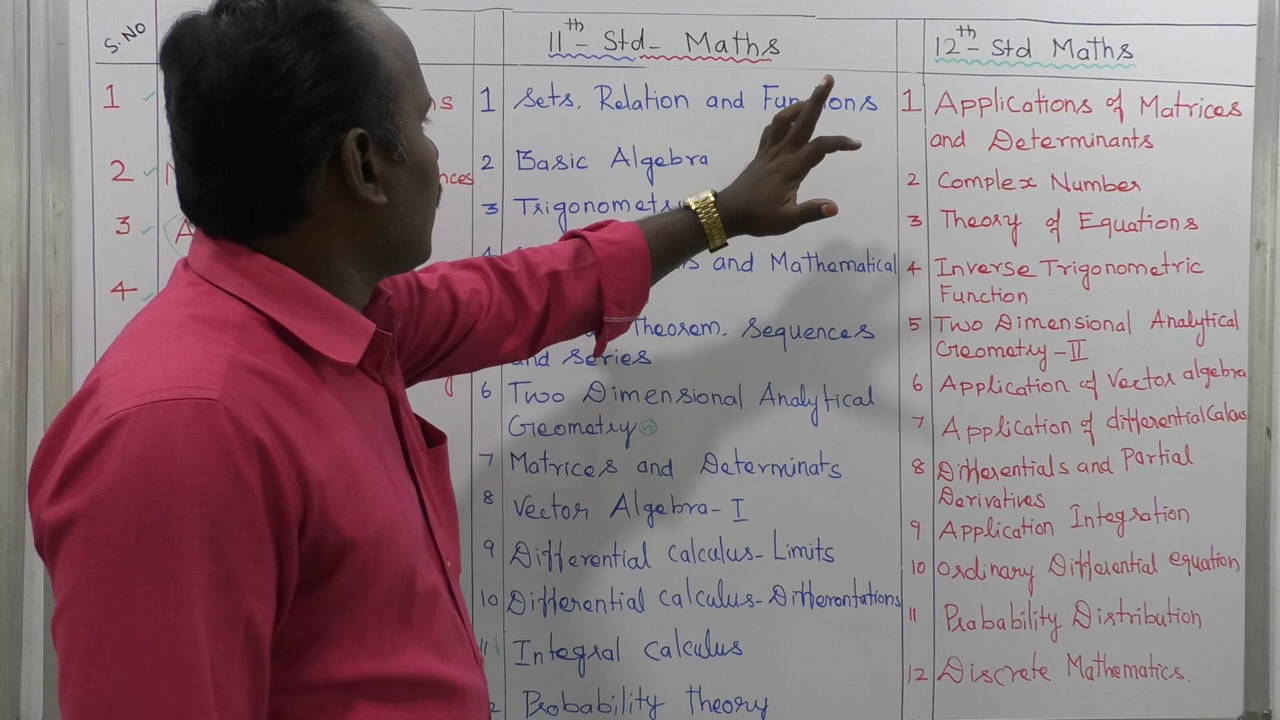 S.NO
11th - Std - Maths
12th - Std Maths
1
2
3
4
1 Sets, Relation and Functions
2 Basic Algebra
3 Trigonometry
and Mathematical
Theorem, Sequences
and Series
6 Two Dimensional Analytical
Geometry
7 Matrices and Determinats
8 Vector Algebra - I
9 Differential Calculus - Limits
10 Differential Calculus - Differentations
11 Integral Calculus
Probability Theory
1 Applications of Matrices
and Determinants
2 Complex Number
3 Theory of Equations
4 Inverse Trigonometric
Function
5 Two Dimensional Analytical
Geometry - II
6 Application of Vector algebra
7 Application of differential Calculus
8 Differentials and Partial
Derivatives
9 Application Integration
10 Ordinary Differential equation
11 Probability Distribution
12 Discrete Mathematics.